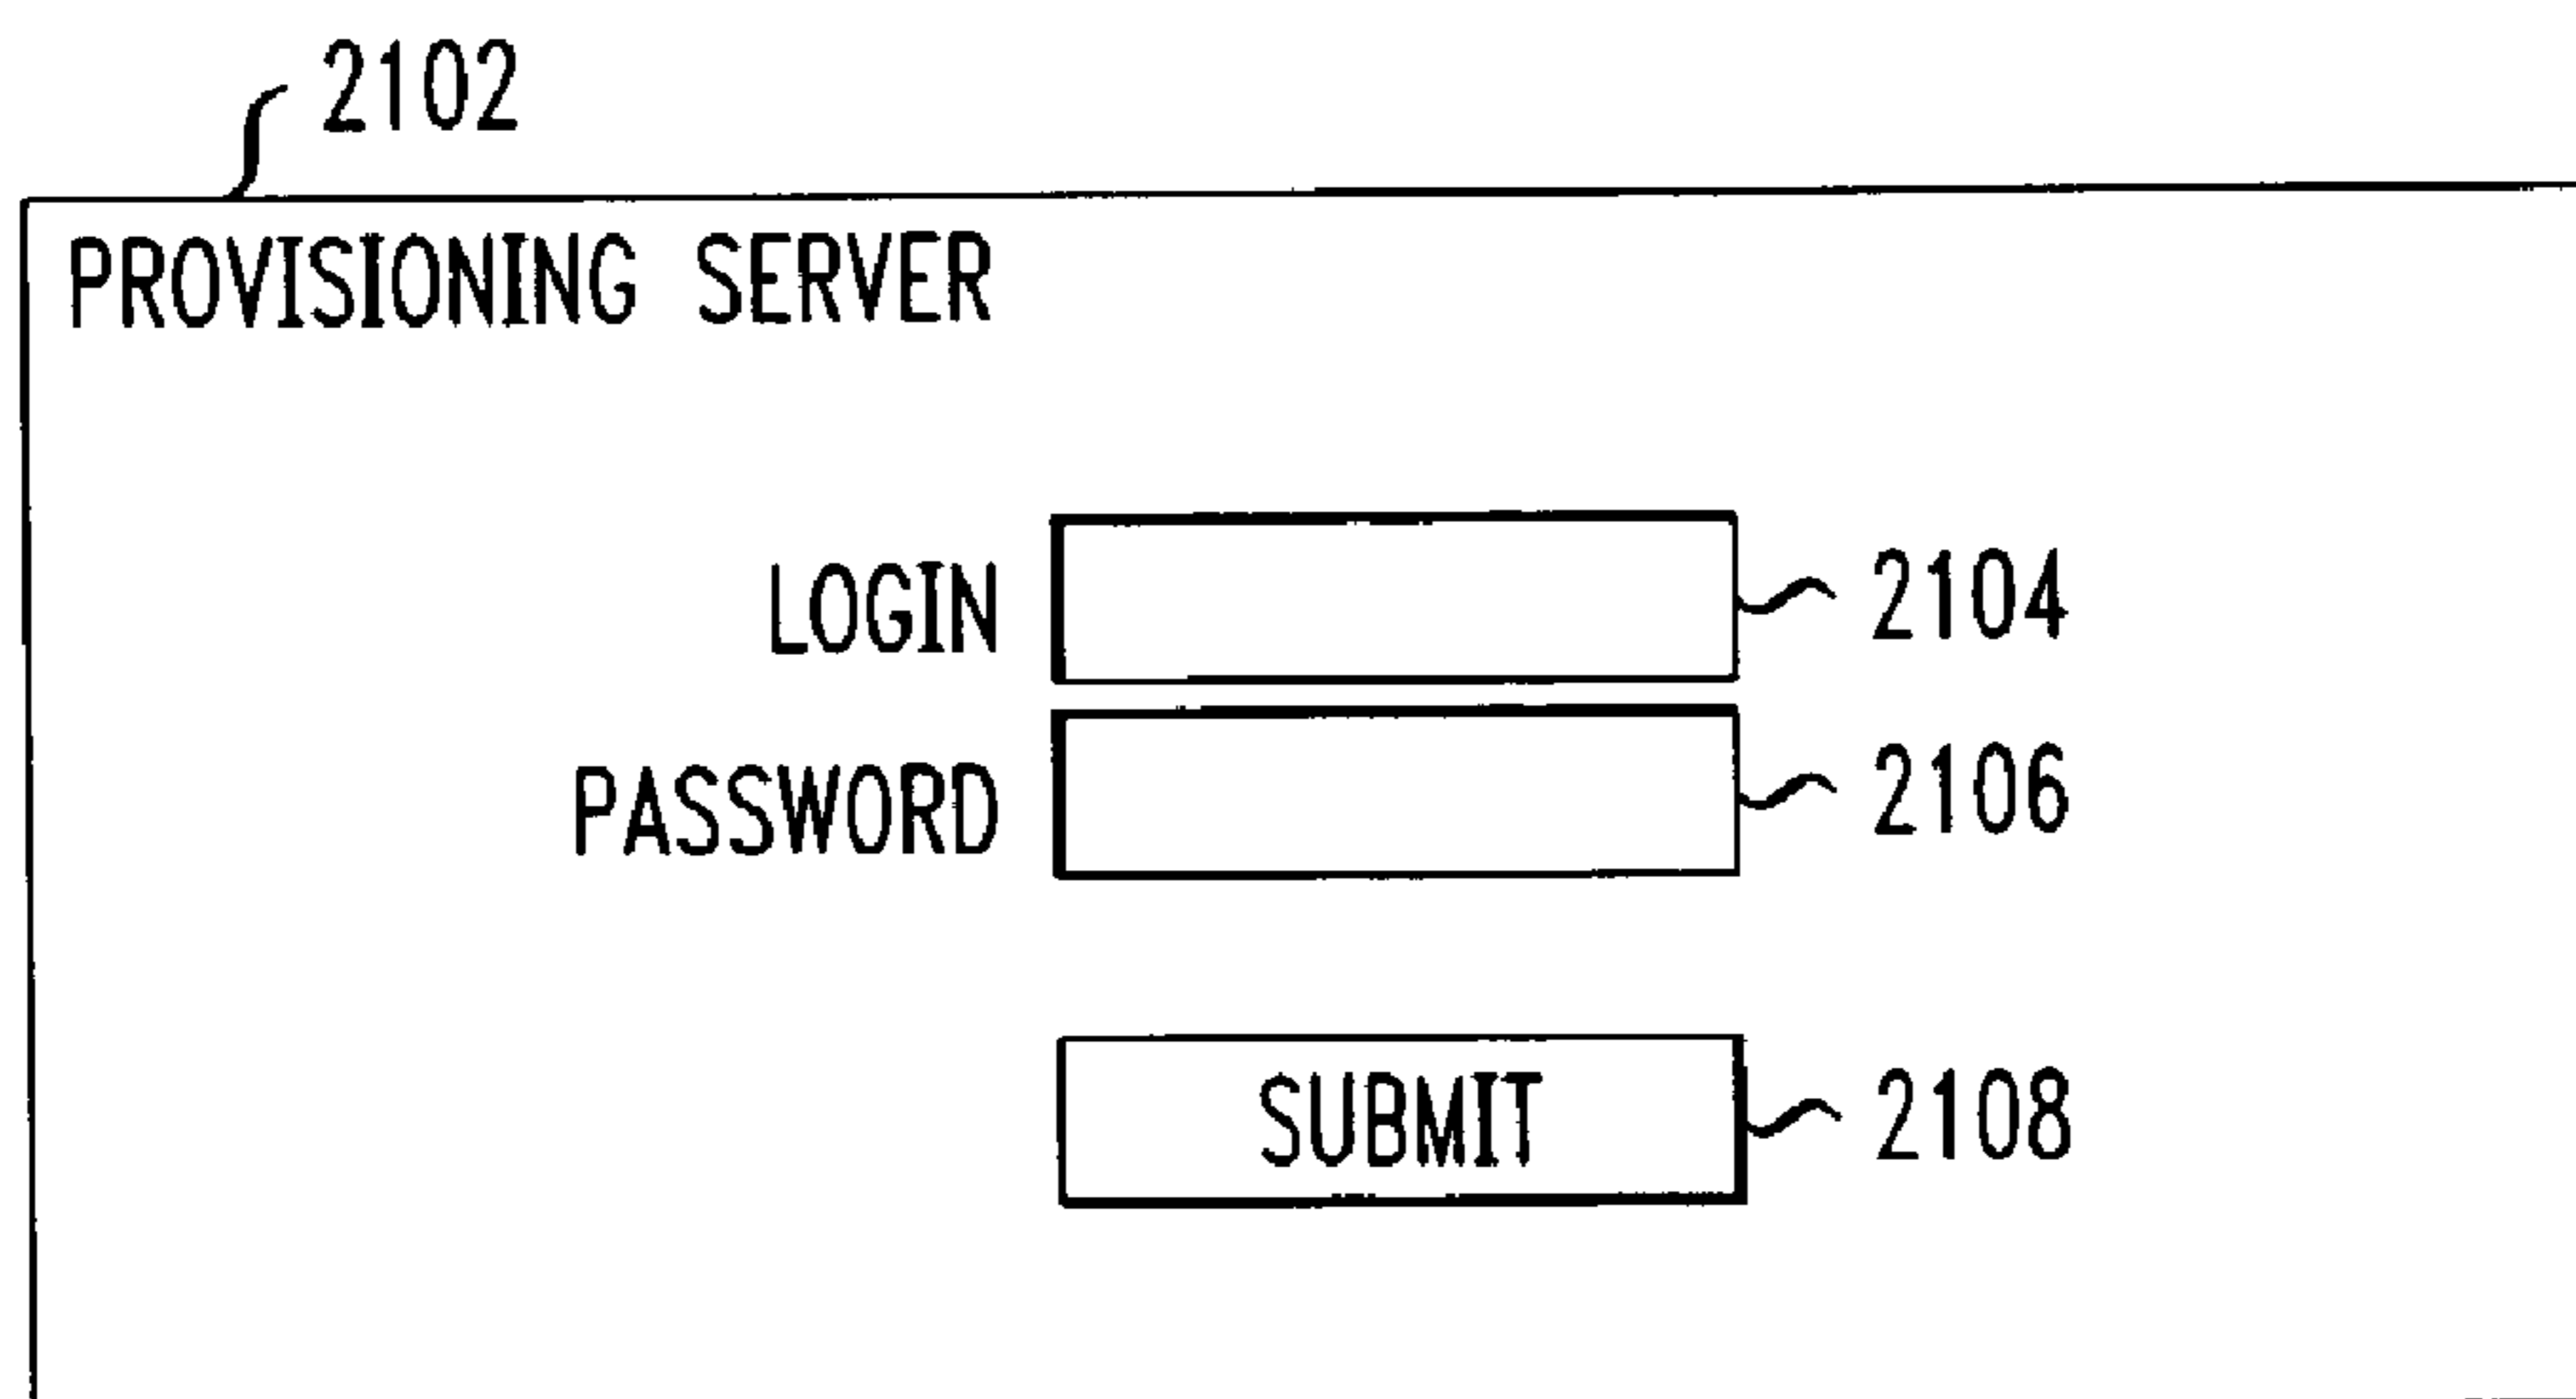 2102
PROVISIONING SERVER
LOGIN 2104
PASSWORD 2106
SUBMIT 2108